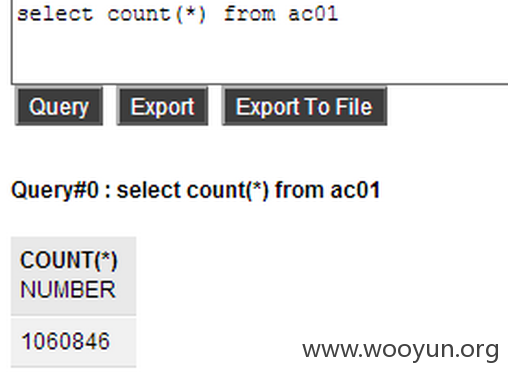 select count(*) from ac01
Query Export Export To File
Query#0 : select count(*) from ac01
COUNT(*)
NUMBER
1060846
www.wooyun.org